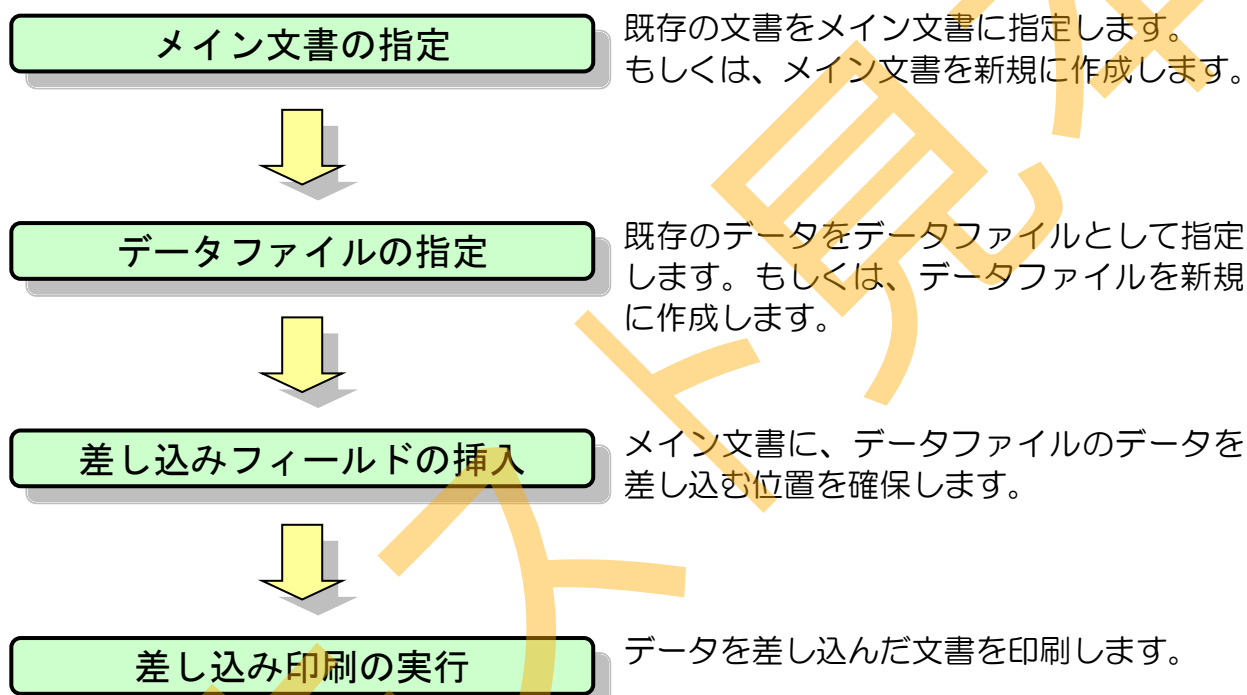 メイン文書の指定
既存の文書をメイン文書に指定します。
もしくは、メイン文書を新規に作成します。
データファイルの指定
既存のデータをデータファイルとして指定
します。もしくは、データファイルを新規
に作成します。
差し込みフィールドの挿入
メイン文書に、データファイルのデータを
差し込む位置を確保します。
差し込み印刷の実行
データを差し込んだ文書を印刷します。
スト見本